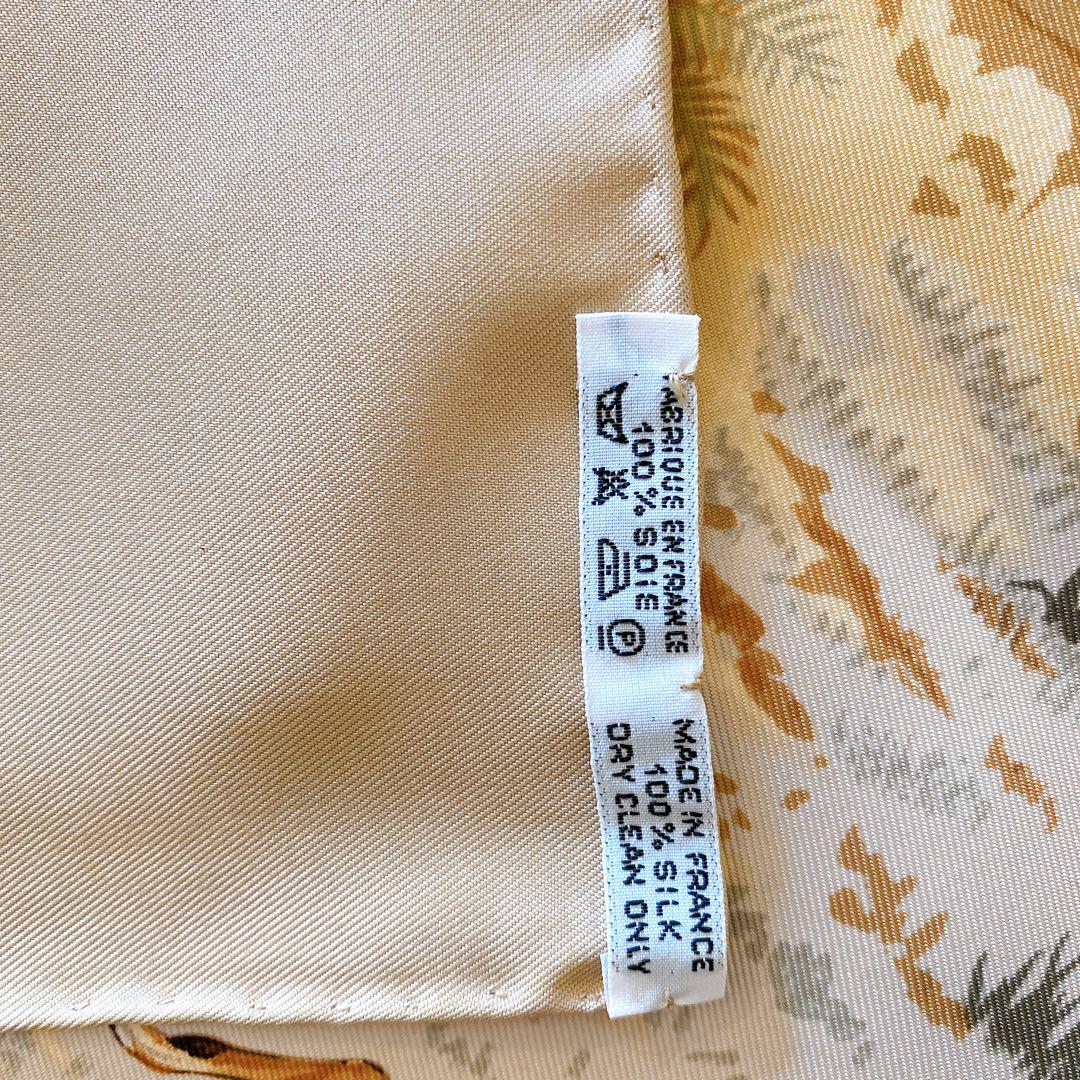 FABRIQUE EN FRANCE
100 % SOIE
P
MADE IN FRANCE
100 % SILK
DRY CLEAN ONLY